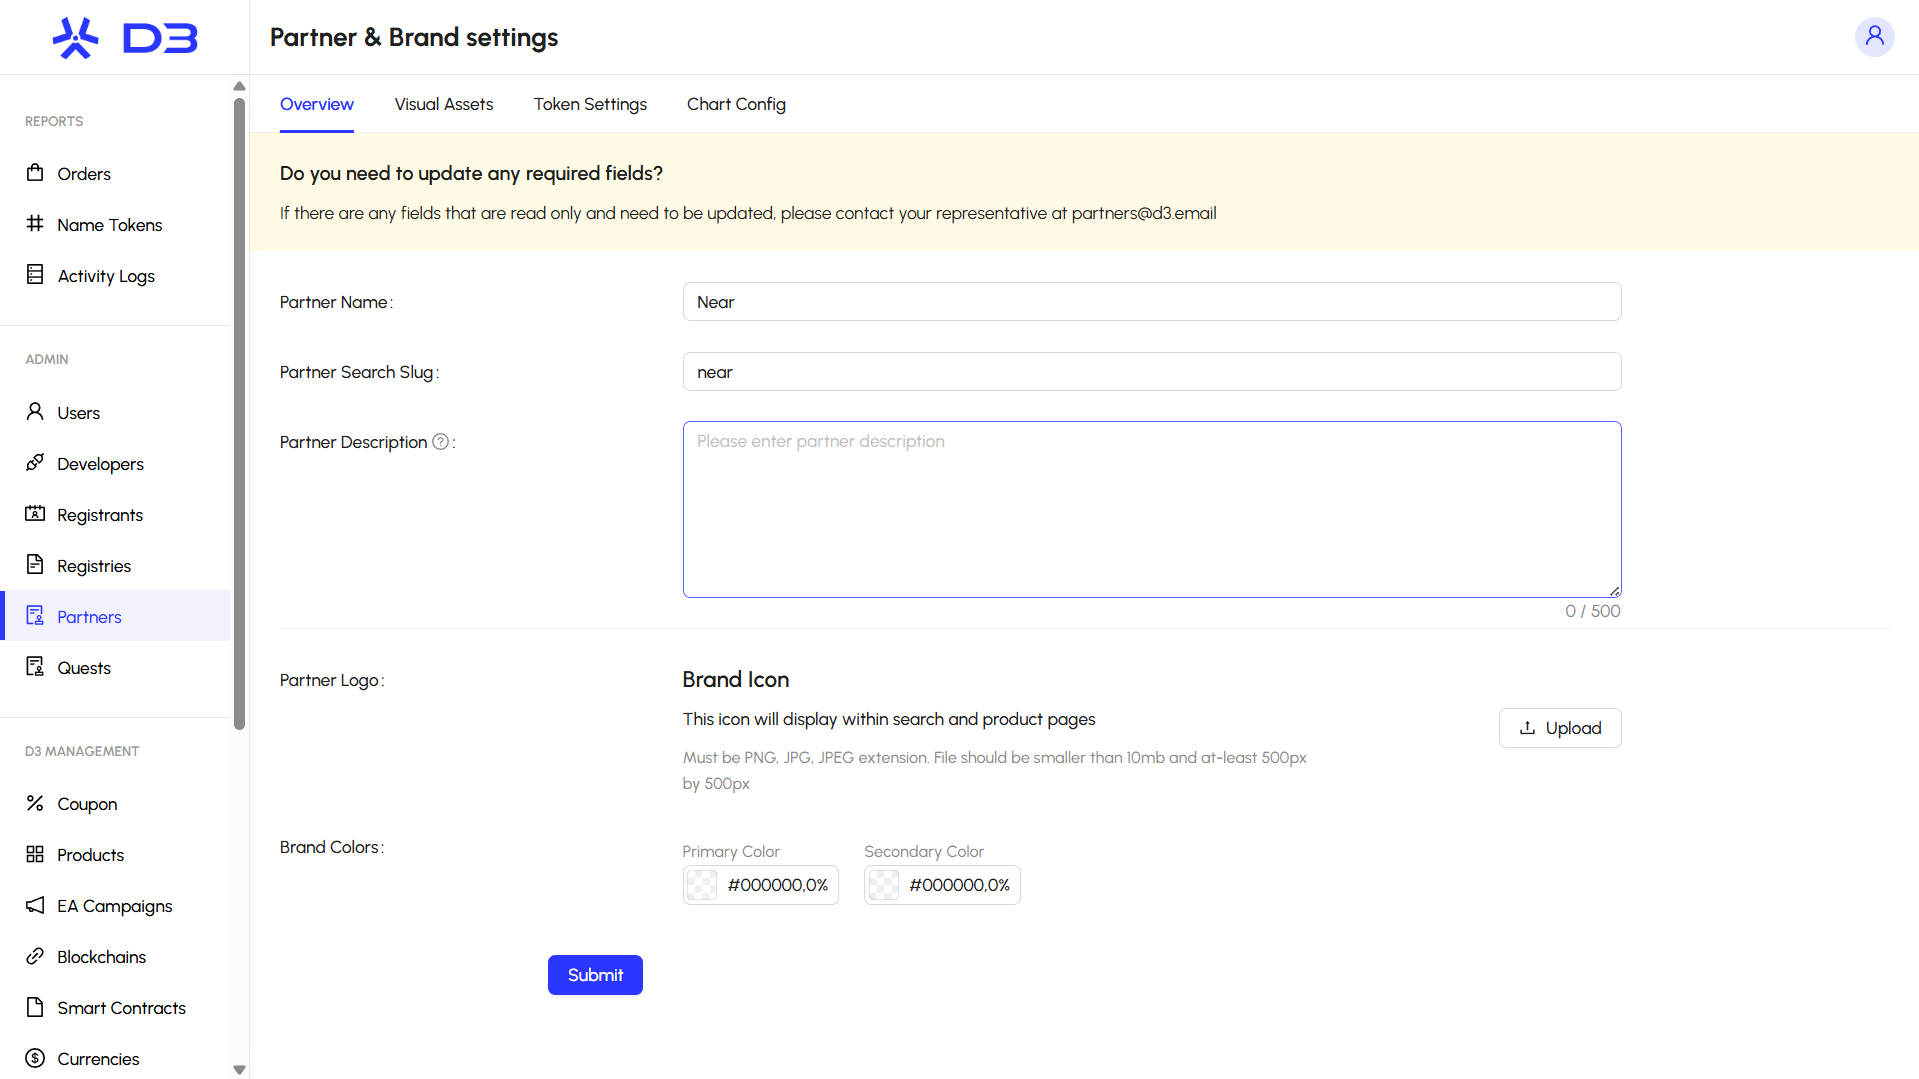 D3
Partner & Brand settings
REPORTS
Orders
Name Tokens
Activity Logs
ADMIN
Users
Developers
Registrants
Registries
Partners
Quests
D3 MANAGEMENT
Coupon
Products
EA Campaigns
Blockchains
Smart Contracts
Currencies
Overview
Visual Assets
Token Settings
Chart Config
Do you need to update any required fields?
If there are any fields that are read only and need to be updated, please contact your representative at partners@d3.email
Partner Name:
Near
Partner Search Slug:
near
Partner Description ? :
Please enter partner description
0 / 500
Partner Logo:
Brand Icon
This icon will display within search and product pages
Must be PNG, JPG, JPEG extension. File should be smaller than 10mb and at-least 500px
by 500px
Upload
Brand Colors:
Primary Color
Secondary Color
#000000,0%
#000000,0%
Submit